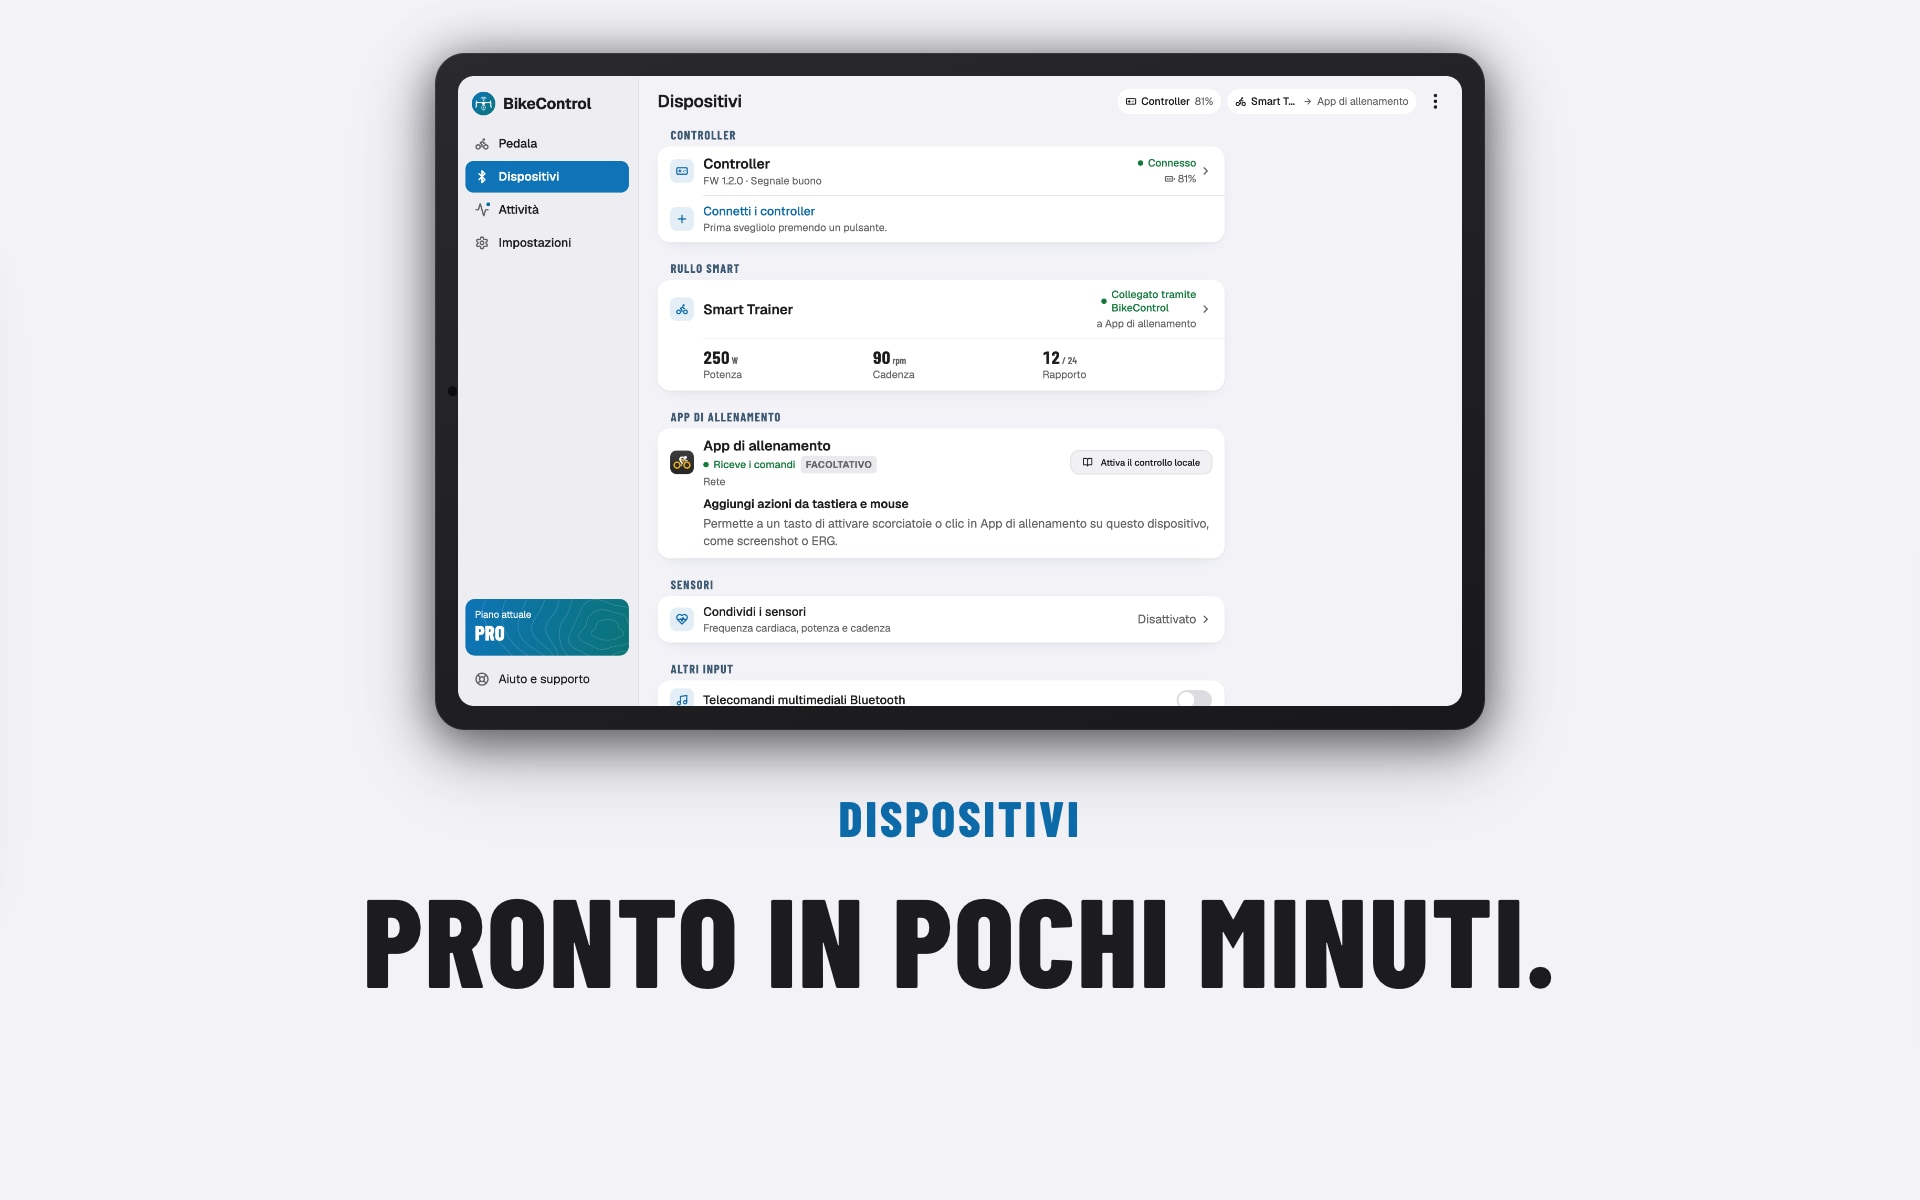 BikeControl
Pedala
Dispositivi
Attività
Impostazioni
Piano attuale
PRO
Aiuto e supporto
Dispositivi
Controller 81%
Smart T... → App di allenamento
CONTROLLER
Controller
FW 1.2.0 · Segnale buono
Connesso
81%
Connetti i controller
Prima svegliolo premendo un pulsante.
RULLO SMART
Smart Trainer
Collegato tramite
BikeControl
a App di allenamento
250 W
Potenza
90 rpm
Cadenza
12 / 24
Rapporto
APP DI ALLENAMENTO
App di allenamento
Riceve i comandi FACOLTATIVO
Rete
Attiva il controllo locale
Aggiungi azioni da tastiera e mouse
Permette a un tasto di attivare scorciatoie o clic in App di allenamento su questo dispositivo,
come screenshot o ERG.
SENSORI
Condividi i sensori
Frequenza cardiaca, potenza e cadenza
Disattivato
ALTRI INPUT
Telecomandi multimediali Bluetooth
DISPOSITIVI
PRONTO IN POCHI MINUTI.